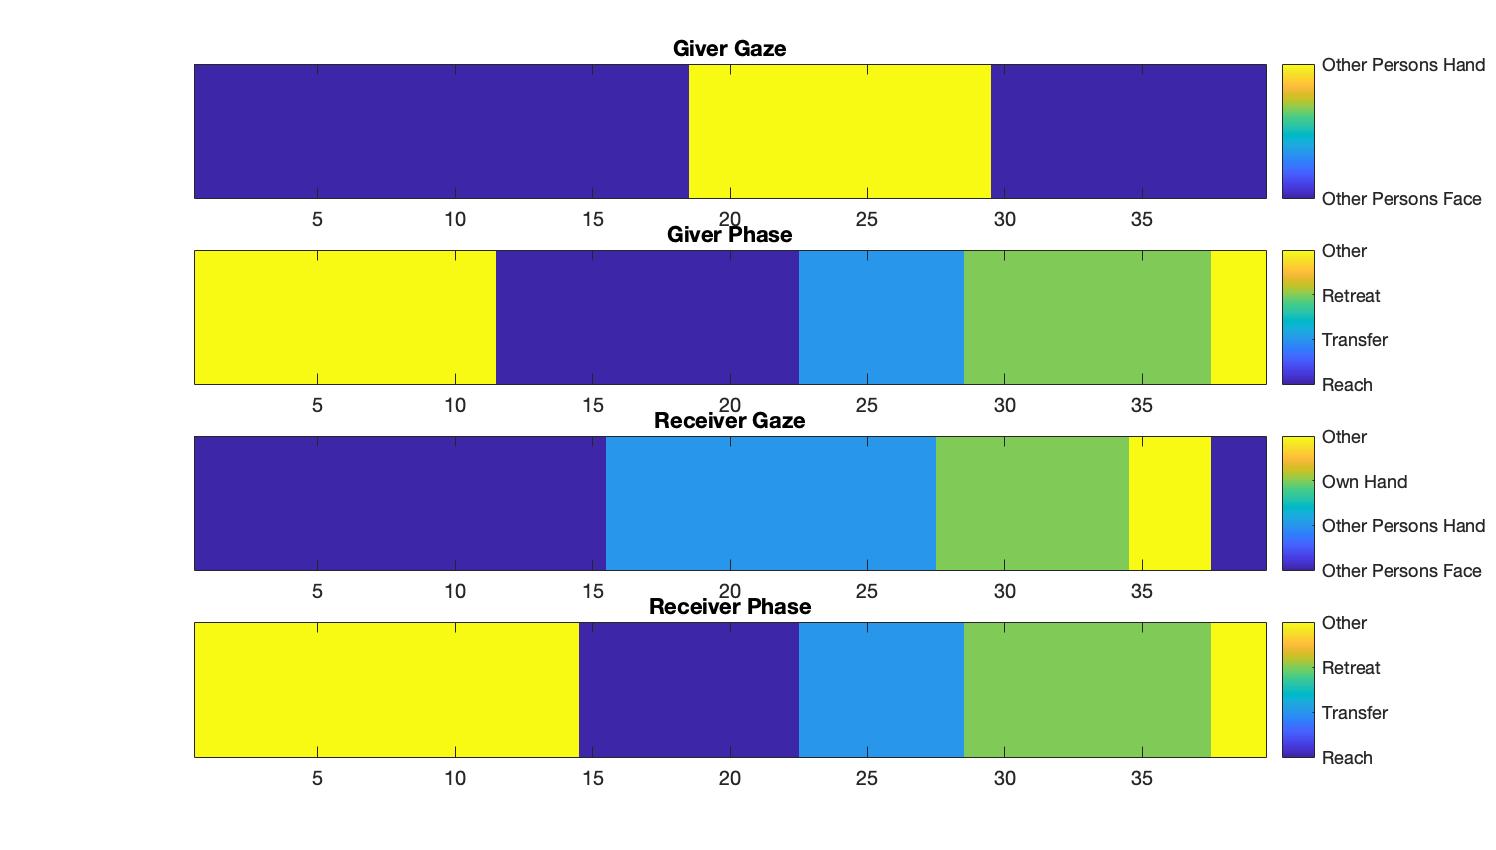 Giver Gaze
Other Persons Hand
Other Persons Face
5 10 15 20 25 30 35
Giver Phase
Other
Retreat
Transfer
Reach
5 10 15 20 25 30 35
Receiver Gaze
Other
Own Hand
Other Persons Hand
Other Persons Face
5 10 15 20 25 30 35
Receiver Phase
Other
Retreat
Transfer
Reach
5 10 15 20 25 30 35